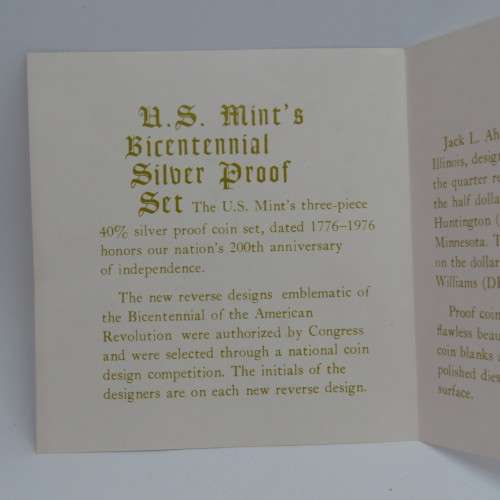 U.S. Mint's
Bicentennial
Silver Proof
Set The U.S. Mint's three-piece
40% silver proof coin set, dated 1776–1976
honors our nation's 200th anniversary
of independence.
The new reverse designs emblematic of
the Bicentennial of the American
Revolution were authorized by Congress
and were selected through a national coin
design competition. The initials of the
designers are on each new reverse design.
Jack L.
Illinois,
the quarter
the half
Huntington
Minnesota.
on the dollar
Williams
Proof
flawless
coin blanks
polished dies
surface.